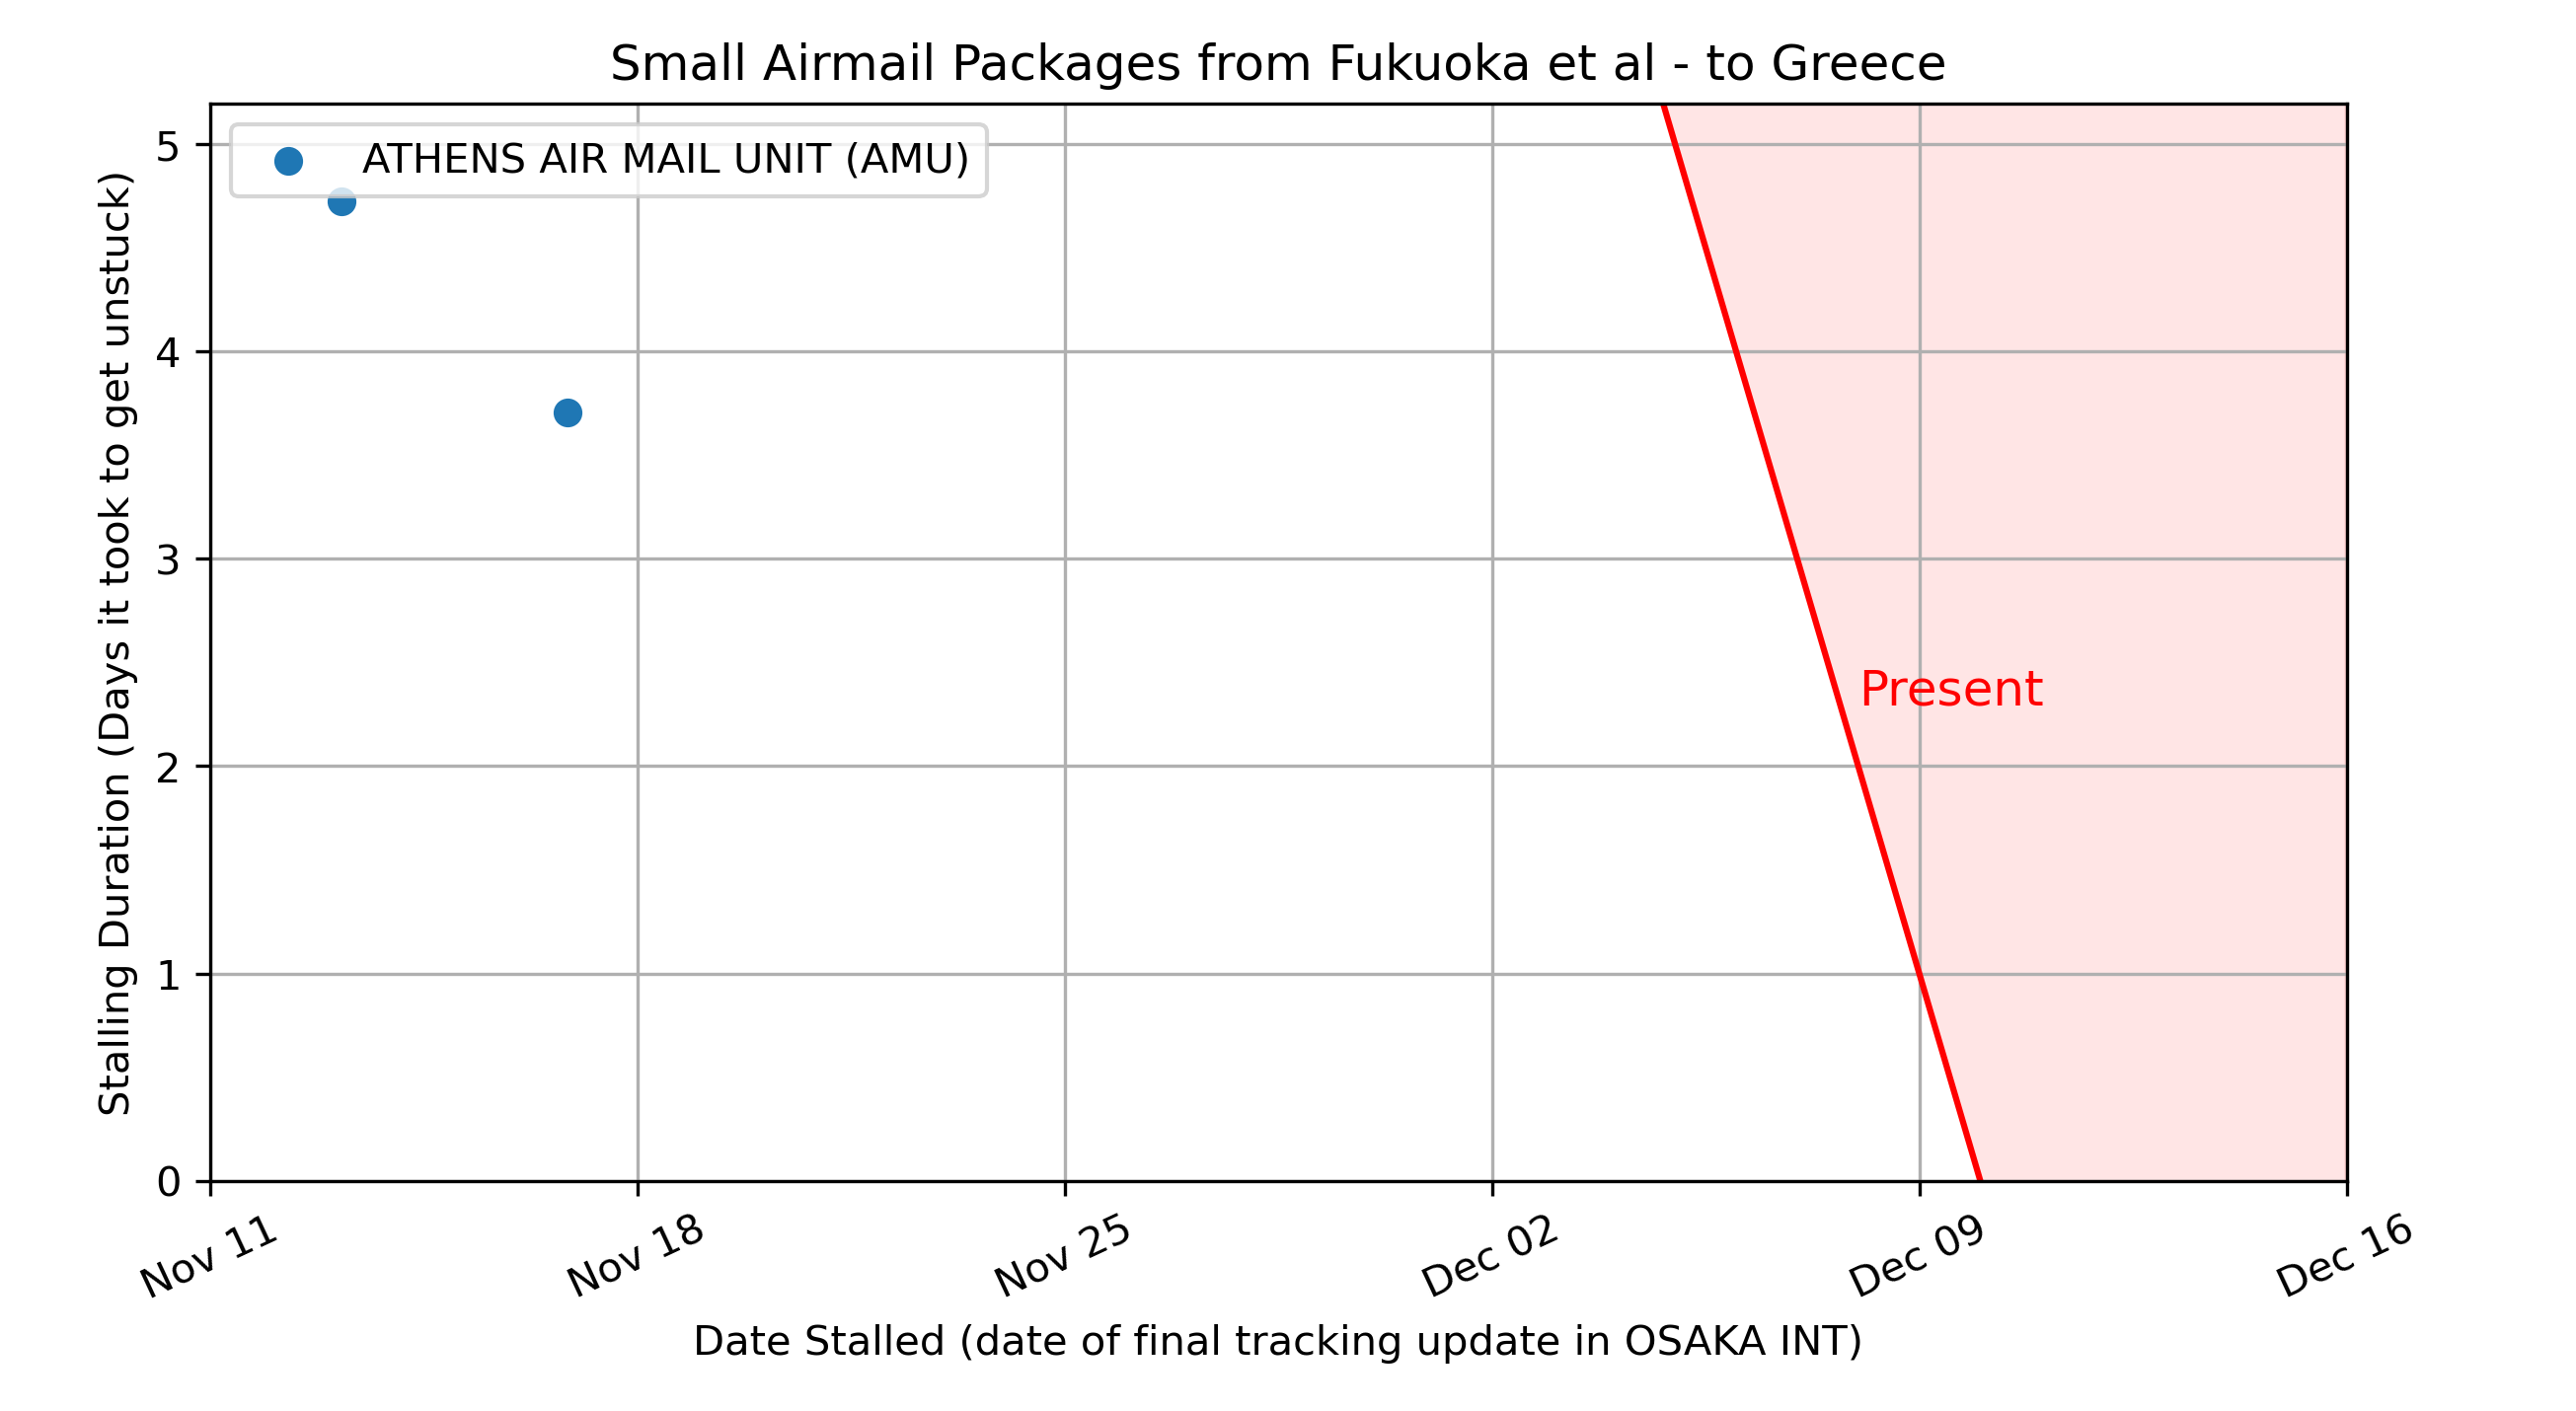 Small Airmail Packages from Fukuoka et al - to Greece
ATHENS AIR MAIL UNIT (AMU)
Stalling Duration (Days it took to get unstuck)
5
4
3
2
1
0
Present
Nov 11
Nov 18
Nov 25
Dec 02
Dec 09
Dec 16
Date Stalled (date of final tracking update in OSAKA INT)